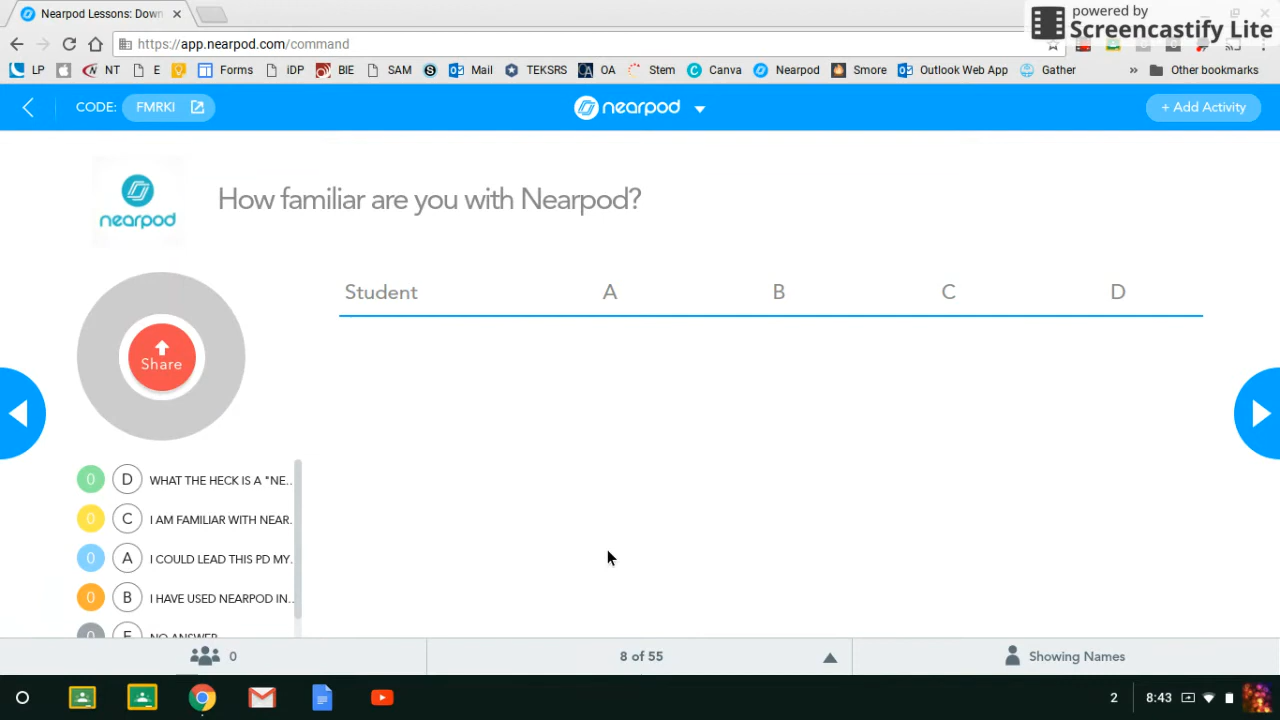 Nearpod Lessons: Down
powered by
Screencastify Lite
https://app.nearpod.com/command
LP NT E Forms iDP BIE SAM Mail TEKSRS OA Stem Canva Nearpod Smore Outlook Web App Gather » Other bookmarks
CODE: FMRKI nearpod + Add Activity
nearpod
How familiar are you with Nearpod?
Student A B C D
Share
0 D WHAT THE HECK IS A "NE..
0 C I AM FAMILIAR WITH NEAR.
0 A I COULD LEAD THIS PD MY.
0 B I HAVE USED NEARPOD IN..
NO ANSWER
0 8 of 55 Showing Names
2 8:43